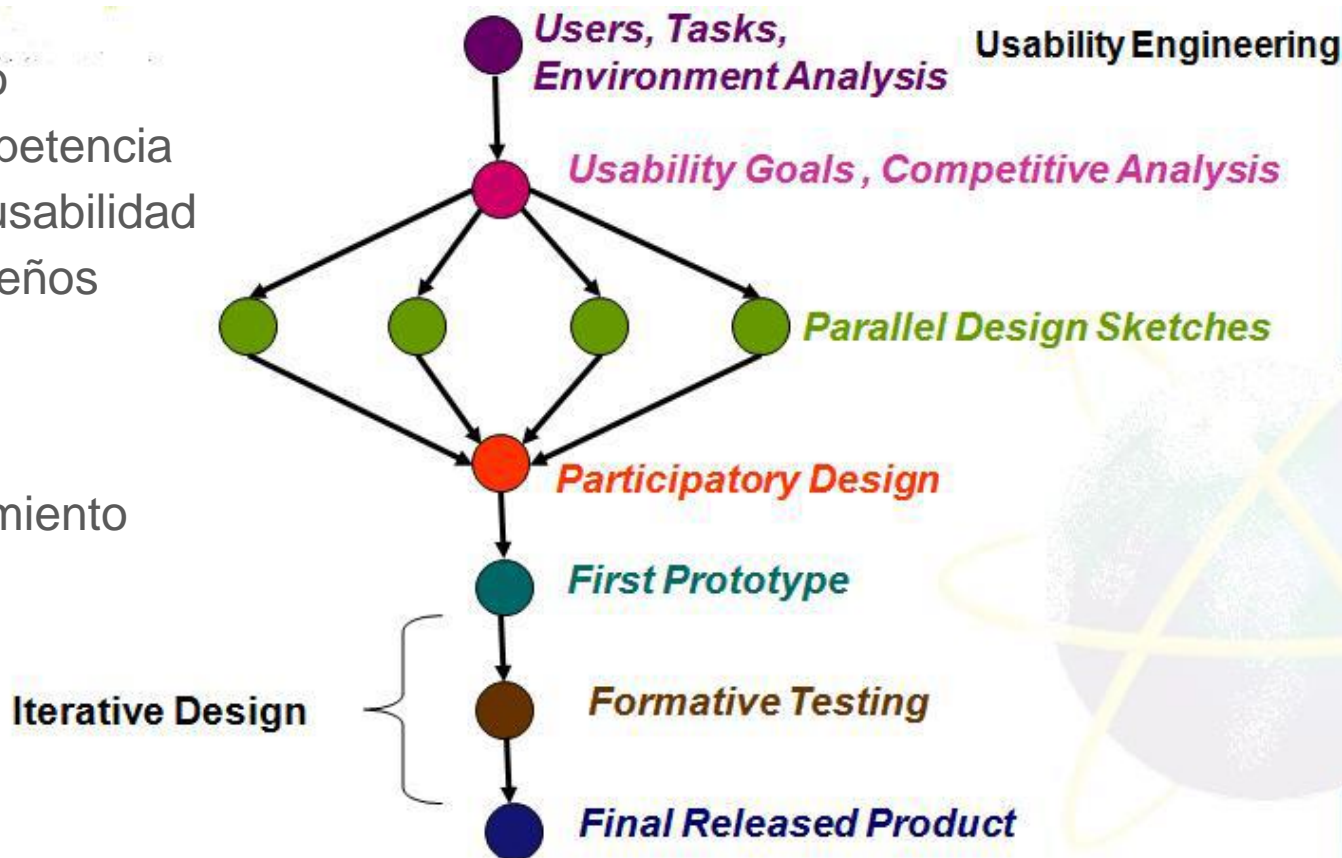 petencia
usabilidad
eños
miento
Users, Tasks,
Environment Analysis
Usability Engineering
Usability Goals , Competitive Analysis
Parallel Design Sketches
Participatory Design
First Prototype
Iterative Design
Formative Testing
Final Released Product